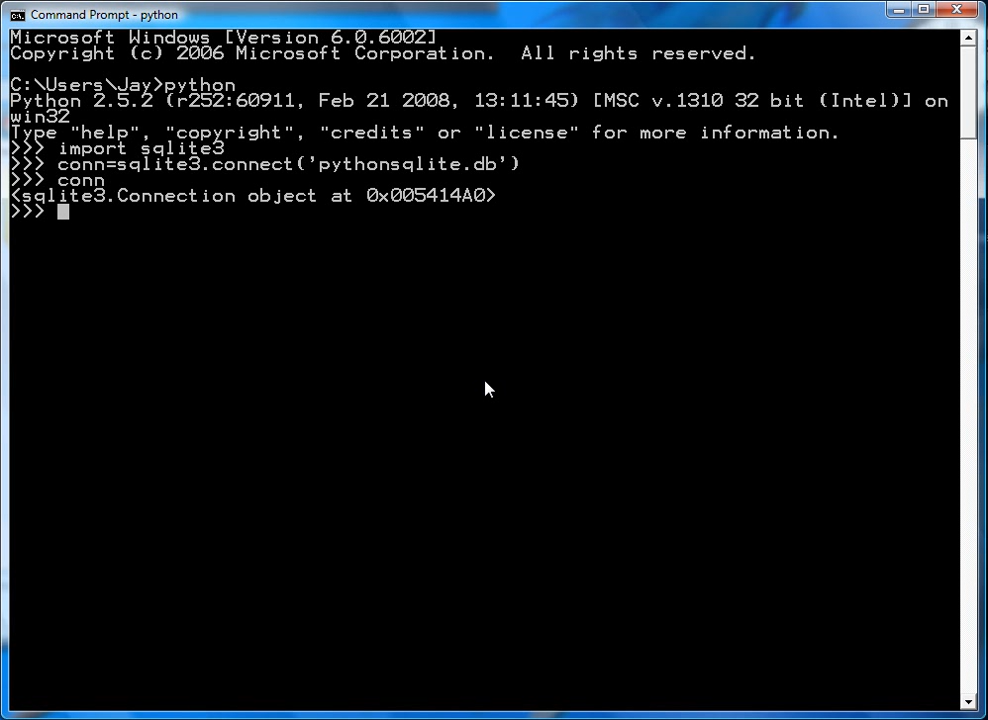 Command Prompt - python
Microsoft Windows [Version 6.0.6002]
Copyright (c) 2006 Microsoft Corporation.  All rights reserved.
C:\Users\Jay>python
Python 2.5.2 (r252:60911, Feb 21 2008, 13:11:45) [MSC v.1310 32 bit (Intel)] on
win32
Type "help", "copyright", "credits" or "license" for more information.
>>> import sqlite3
>>> conn=sqlite3.connect('pythonsqlite.db')
>>> conn
<sqlite3.Connection object at 0x005414A0>
>>>